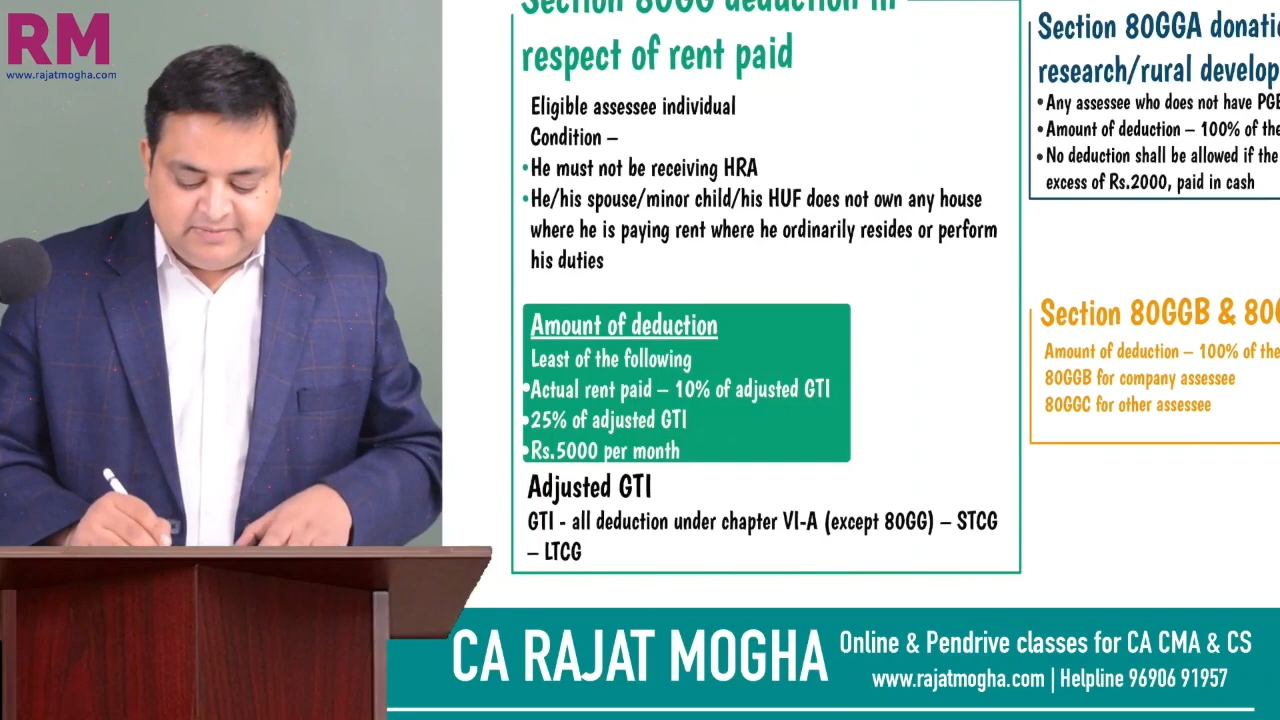 RM
www.rajatmogha.com
Section 80GG deduction in
respect of rent paid
Eligible assessee individual
Condition –
•He must not be receiving HRA
•He/his spouse/minor child/his HUF does not own any house
where he is paying rent where he ordinarily resides or perform
his duties
Amount of deduction
Least of the following
•Actual rent paid – 10% of adjusted GTI
•25% of adjusted GTI
•Rs.5000 per month
Adjusted GTI
GTI - all deduction under chapter VI-A (except 80GG) – STCG
– LTCG
Section 80GGA
research/rural
•Any assessee who does not have
•Amount of deduction – 100% of the
•No deduction shall be allowed if the
excess of Rs.2000, paid in cash
Section 80GGB &
Amount of deduction – 100% of the
80GGB for company assessee
80GGC for other assessee
CA RAJAT MOGHA
Online & Pendrive classes for CA CMA & CS
www.rajatmogha.com | Helpline 96906 91957